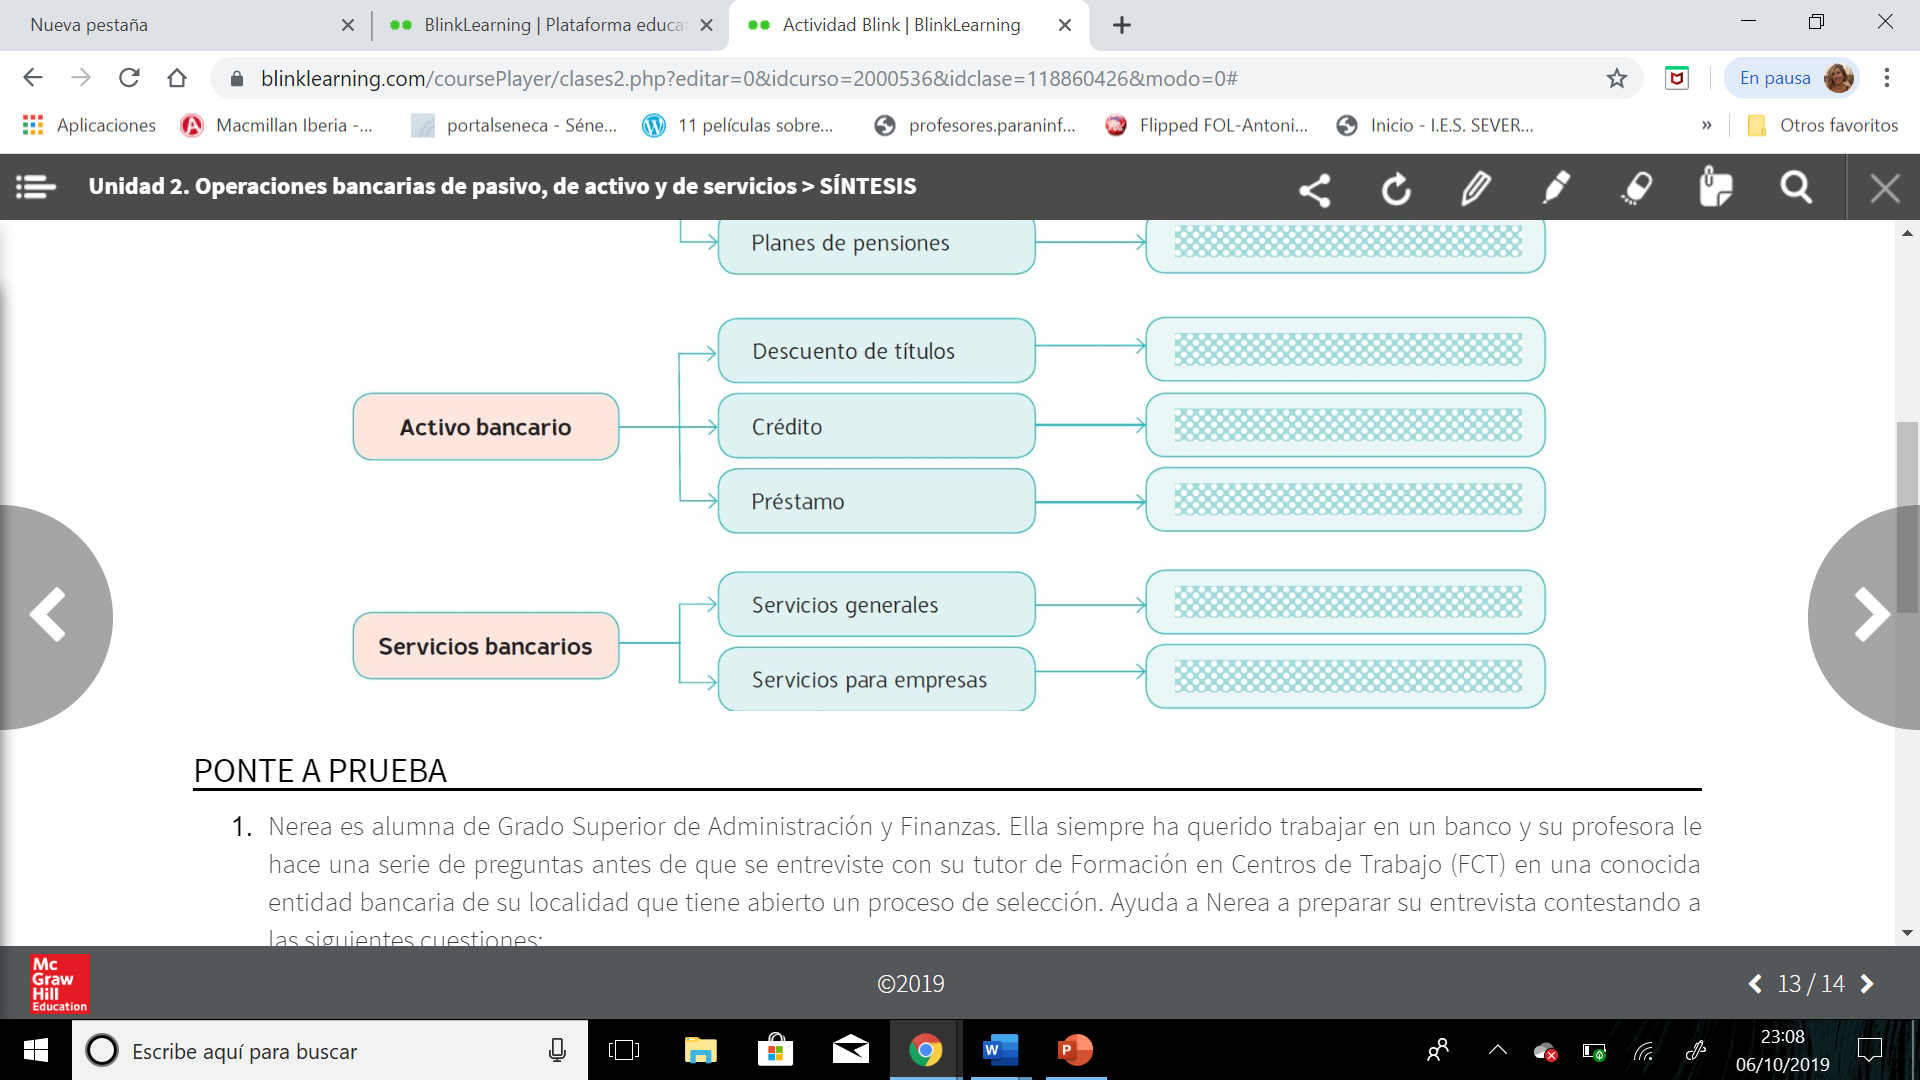 Nueva pestaña
BlinkLearning | Plataforma educa
Actividad Blink | BlinkLearning
blinklearning.com/coursePlayer/clases2.php?editar=0&idcurso=2000536&idclase=118860426&modo=0#
En pausa
Aplicaciones
Macmillan Iberia -...
portalseneca - Séne...
11 películas sobre...
profesores.paraninf...
Flipped FOL-Antoni...
Inicio - I.E.S. SEVER...
»
Otros favoritos
Unidad 2. Operaciones bancarias de pasivo, de activo y de servicios > SÍNTESIS
Planes de pensiones
Activo bancario
Descuento de títulos
Crédito
Préstamo
Servicios bancarios
Servicios generales
Servicios para empresas
PONTE A PRUEBA
1. Nerea es alumna de Grado Superior de Administración y Finanzas. Ella siempre ha querido trabajar en un banco y su profesora le
hace una serie de preguntas antes de que se entreviste con su tutor de Formación en Centros de Trabajo (FCT) en una conocida
entidad bancaria de su localidad que tiene abierto un proceso de selección. Ayuda a Nerea a preparar su entrevista contestando a
las siguientes cuestiones:
Mc
Graw
Hill
Education
©2019
13 / 14
Escribe aquí para buscar
23:08
06/10/2019